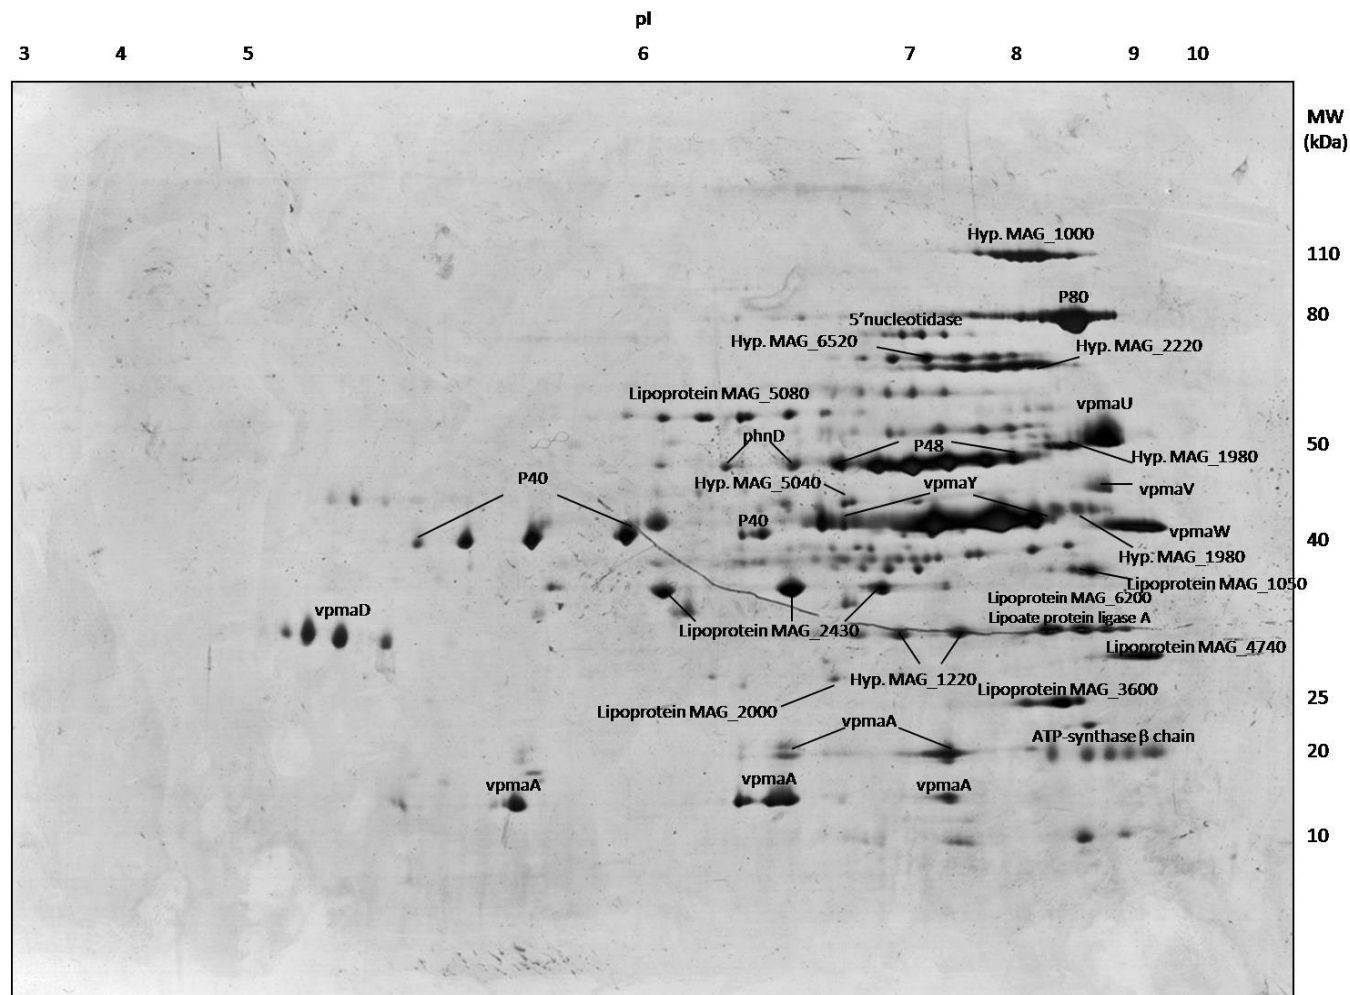 pI
3 4 5 6 7 8 9 10
MW
(kDa)
Hyp. MAG_1000
110
P80
80
5'nucleotidase
Hyp. MAG_6520
Hyp. MAG_2220
Lipoprotein MAG_5080
vpmaU
phnD
P48
50
Hyp. MAG_1980
P40
Hyp. MAG_5040
vpmaY
vpmaV
P40
vpmaW
40
Hyp. MAG_1980
Lipoprotein MAG_1050
Lipoprotein MAG_6200
vpmaD
Lipoate protein ligase A
Lipoprotein MAG_2430
Lipoprotein MAG_4740
Hyp. MAG_1220
Lipoprotein MAG_3600
25
Lipoprotein MAG_2000
vpmaA
ATP-synthase β chain
20
vpmaA
vpmaA
vpmaA
10